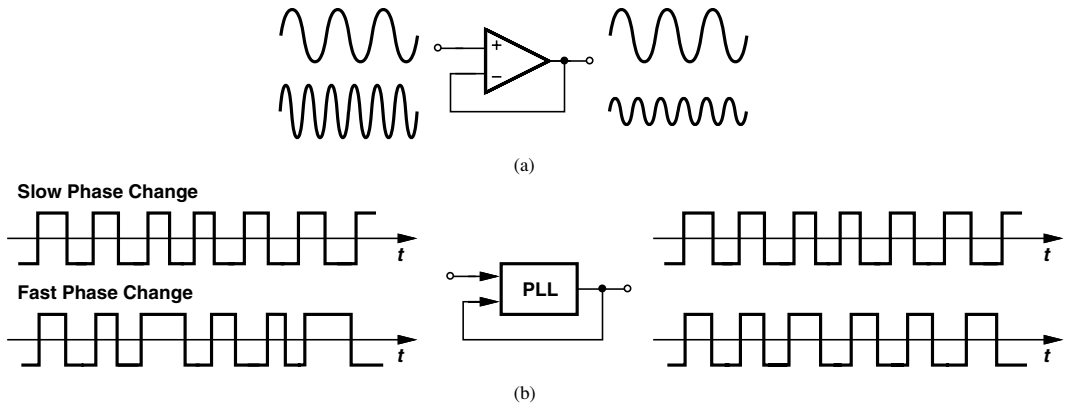 +
−
(a)
Slow Phase Change
t
t
Fast Phase Change
PLL
t
t
(b)